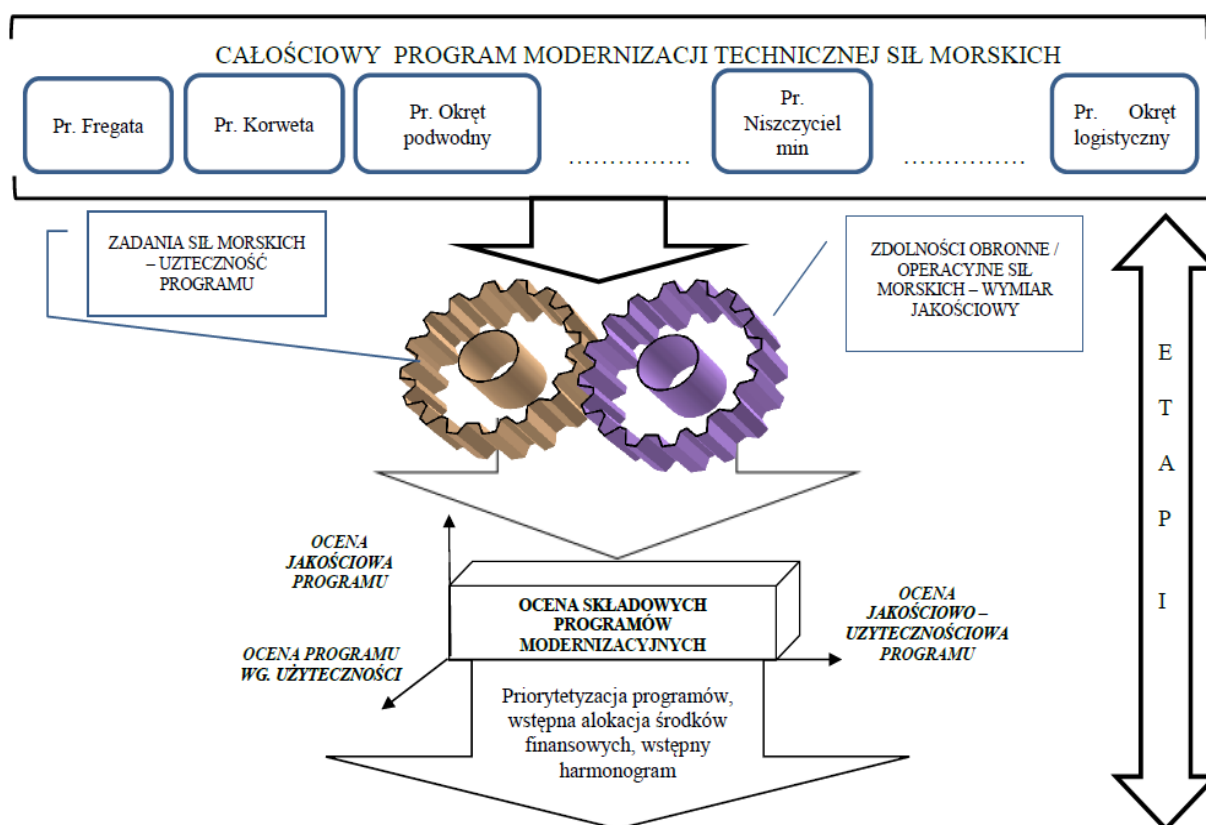 CAŁOŚCIOWY PROGRAM MODERNIZACJI TECHNICZNEJ SIŁ MORSKICH
Pr. Fregata
Pr. Korweta
Pr. Okręt
podwodny
……………
Pr.
Niszczyciel
min
……………
Pr. Okręt
logistyczny
ZADANIA SIŁ MORSKICH
– UZTECZNOŚĆ
PROGRAMU
ZDOLNOŚCI OBRONNE /
OPERACYJNE SIŁ
MORSKICH – WYMIAR
JAKOŚCIOWY
E
T
A
P
I
OCENA
JAKOŚCIOWA
PROGRAMU
OCENA SKŁADOWYCH
PROGRAMÓW
MODERNIZACYJNYCH
OCENA
JAKOŚCIOWO –
UZYTECZNOŚCIOWA
PROGRAMU
OCENA PROGRAMU
WG. UŻYTECZNOŚCI
Priorytetyzacja programów,
wstępna alokacja środków
finansowych, wstępny
harmonogram